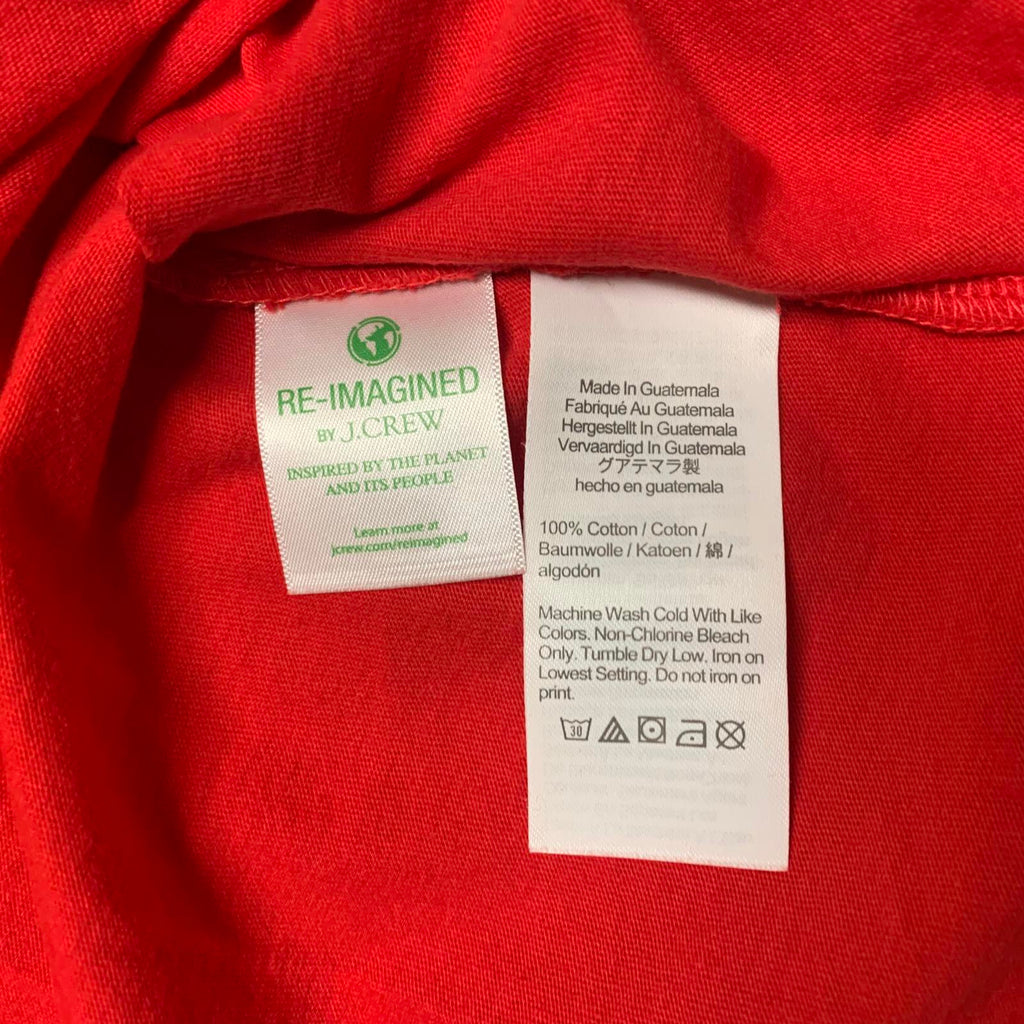 RE-IMAGINED
BY J.CREW
INSPIRED BY THE PLANET
AND ITS PEOPLE
Learn more at
jcrew.com/reimagined
Made In Guatemala
Fabriqué Au Guatemala
Hergestellt In Guatemala
Vervaardigd In Guatemala
グアテマラ製
hecho en guatemala
100% Cotton / Coton /
Baumwolle / Katoen / 綿 /
algodón
Machine Wash Cold With Like
Colors. Non-Chlorine Bleach
Only. Tumble Dry Low. Iron on
Lowest Setting. Do not iron on
print.
30